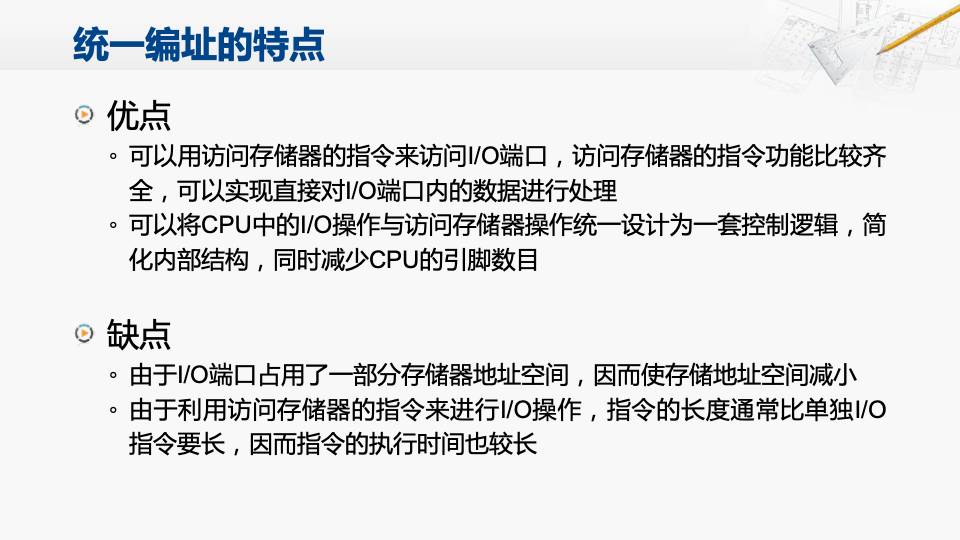 统一编址的特点
优点
可以用访问存储器的指令来访问I/O端口，访问存储器的指令功能比较齐
全，可以实现直接对I/O端口内的数据进行处理
可以将CPU中的I/O操作与访问存储器操作统一设计为一套控制逻辑，简
化内部结构，同时减少CPU的引脚数目
缺点
由于I/O端口占用了一部分存储器地址空间，因而使存储地址空间减小
由于利用访问存储器的指令来进行I/O操作，指令的长度通常比单独I/O
指令要长，因而指令的执行时间也较长